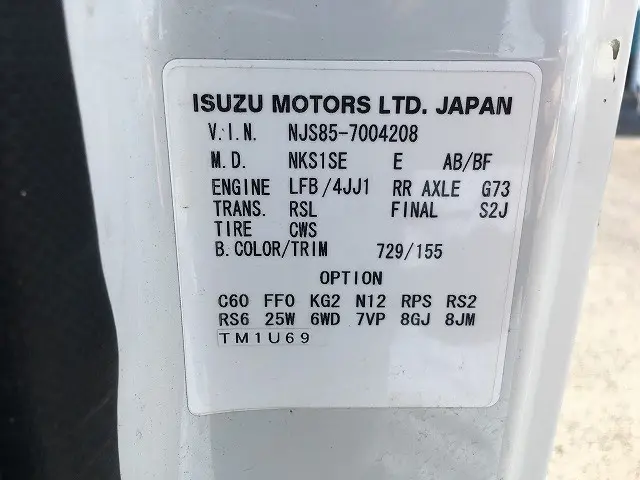 ISUZU MOTORS LTD. JAPAN
V.I.N. NJS85-7004208
M.D. NKS1SE E AB/BF
ENGINE LFB/4JJ1 RR AXLE G73
TRANS. RSL FINAL S2J
TIRE CWS
B.COLOR/TRIM 729/155
OPTION
C60 FF0 KG2 N12 RPS RS2
RS6 25W 6WD 7VP 8GJ 8JM
TM1U69